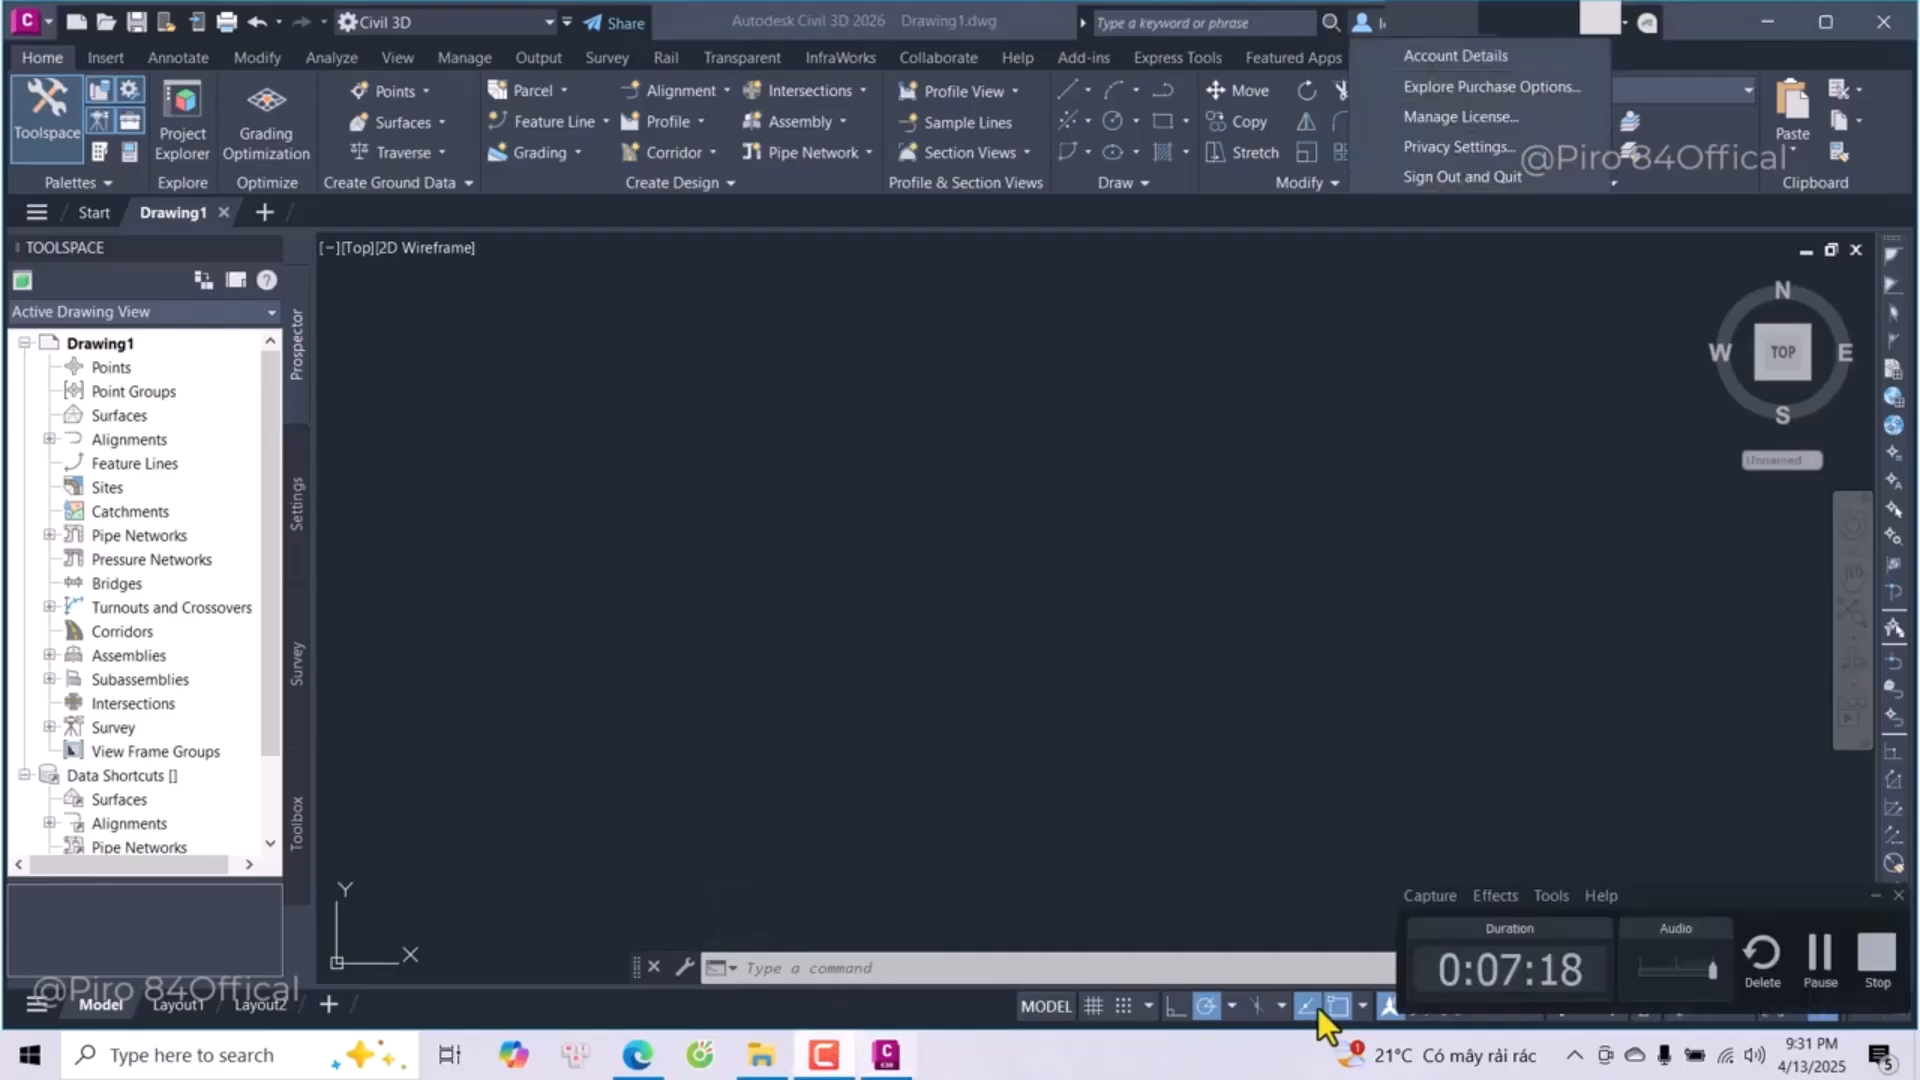 C Civil 3D Share Autodesk Civil 3D 2026 Drawing1.dwg Type a keyword or phrase
Home Insert Annotate Modify Analyze View Manage Output Survey Rail Transparent InfraWorks Collaborate Help Add-ins Express Tools Featured Apps
Account Details
Explore Purchase Options...
Manage License...
Privacy Settings...
Sign Out and Quit
Toolspace
Project Explorer
Grading Optimization
Points Parcel Alignment Intersections Profile View Move
Surfaces Feature Line Profile Assembly Sample Lines Copy
Traverse Grading Corridor Pipe Network Section Views Stretch
Paste
@Piro 84Offical
Palettes Explore Optimize Create Ground Data Create Design Profile & Section Views Draw Modify Clipboard
Start Drawing1
TOOLSPACE
[−][Top][2D Wireframe]
Active Drawing View
Drawing1
Points
Point Groups
Surfaces
Alignments
Feature Lines
Sites
Catchments
Pipe Networks
Pressure Networks
Bridges
Turnouts and Crossovers
Corridors
Assemblies
Subassemblies
Intersections
Survey
View Frame Groups
Data Shortcuts []
Surfaces
Alignments
Pipe Networks
Prospector
Settings
Survey
Toolbox
N
W TOP E
S
Unnamed
Y
X
Type a command
Capture Effects Tools Help
Duration Audio
0:07:18
Delete Pause Stop
@Piro 84Offical
Model Layout1 Layout2
MODEL
Type here to search
1 21°C Có mây rải rác
9:31 PM
4/13/2025
5